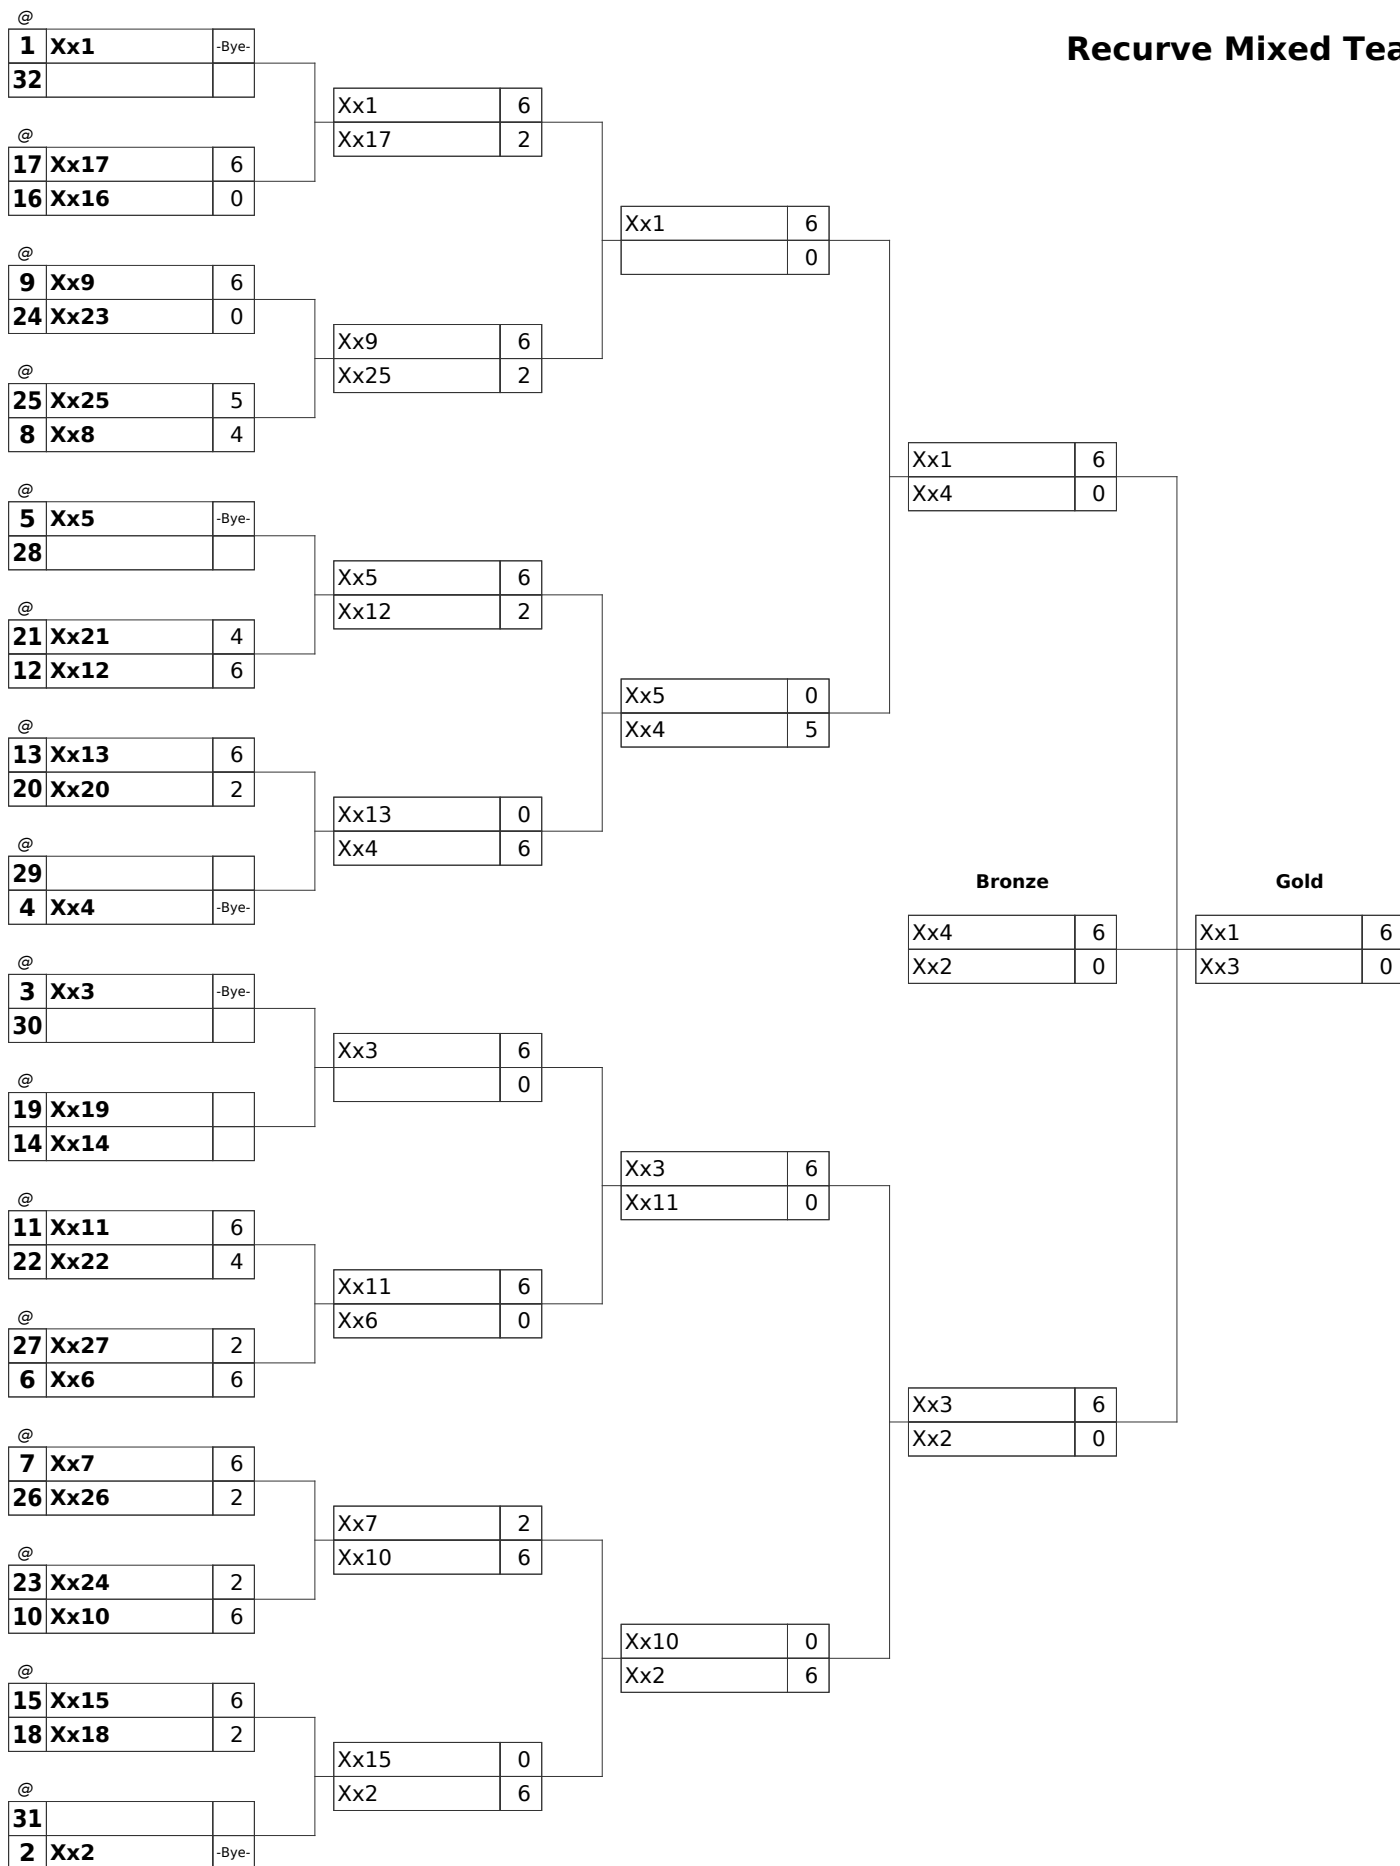 Recurve Mixed Tea
@
1 Xx1 -Bye-
32
@
17 Xx17 6
16 Xx16 0
@
9 Xx9 6
24 Xx23 0
@
25 Xx25 5
8 Xx8 4
@
5 Xx5 -Bye-
28
@
21 Xx21 4
12 Xx12 6
@
13 Xx13 6
20 Xx20 2
@
29
4 Xx4 -Bye-
@
3 Xx3 -Bye-
30
@
19 Xx19
14 Xx14
@
11 Xx11 6
22 Xx22 4
@
27 Xx27 2
6 Xx6 6
@
7 Xx7 6
26 Xx26 2
@
23 Xx24 2
10 Xx10 6
@
15 Xx15 6
18 Xx18 2
@
31
2 Xx2 -Bye-
Xx1 6
Xx17 2
Xx9 6
Xx25 2
Xx5 6
Xx12 2
Xx13 0
Xx4 6
Xx3 6
0
Xx11 6
Xx6 0
Xx7 2
Xx10 6
Xx15 0
Xx2 6
Xx1 6
0
Xx5 0
Xx4 5
Xx3 6
Xx11 0
Xx10 0
Xx2 6
Xx1 6
Xx4 0
Bronze
Xx4 6
Xx2 0
Xx3 6
Xx2 0
Gold
Xx1 6
Xx3 0